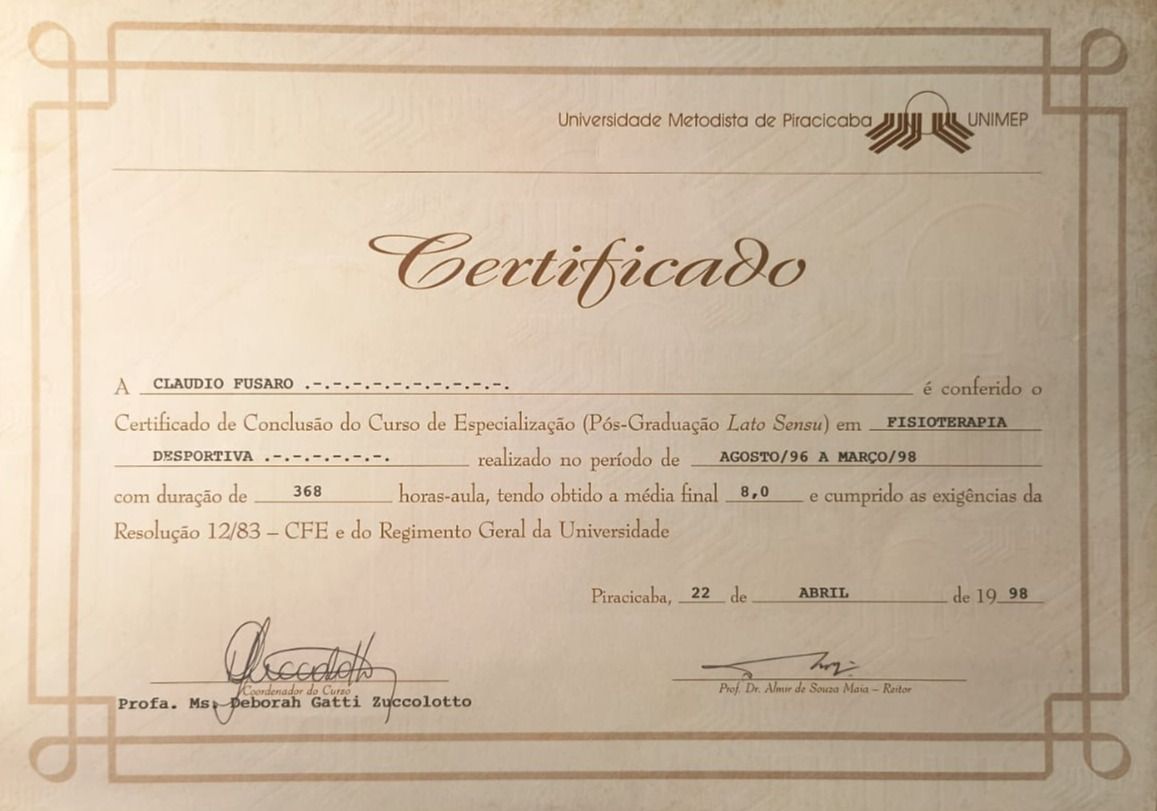 Universidade Metodista de Piracicaba UNIMEP
Certificado
A CLAUDIO FUSARO .-.-.-.-.-.-.-.-.-.-. é conferido o
Certificado de Conclusão do Curso de Especialização (Pós-Graduação Lato Sensu) em FISIOTERAPIA
DESPORTIVA .-.-.-.-.-.-. realizado no período de AGOSTO/96 A MARÇO/98
com duração de 368 horas-aula, tendo obtido a média final 8,0 e cumprido as exigências da
Resolução 12/83 – CFE e do Regimento Geral da Universidade
Piracicaba, 22 de ABRIL de 19 98
Coordenador do Curso
Profa. Ms. Deborah Gatti Zuccolotto
Prof. Dr. Almir de Souza Maia – Reitor